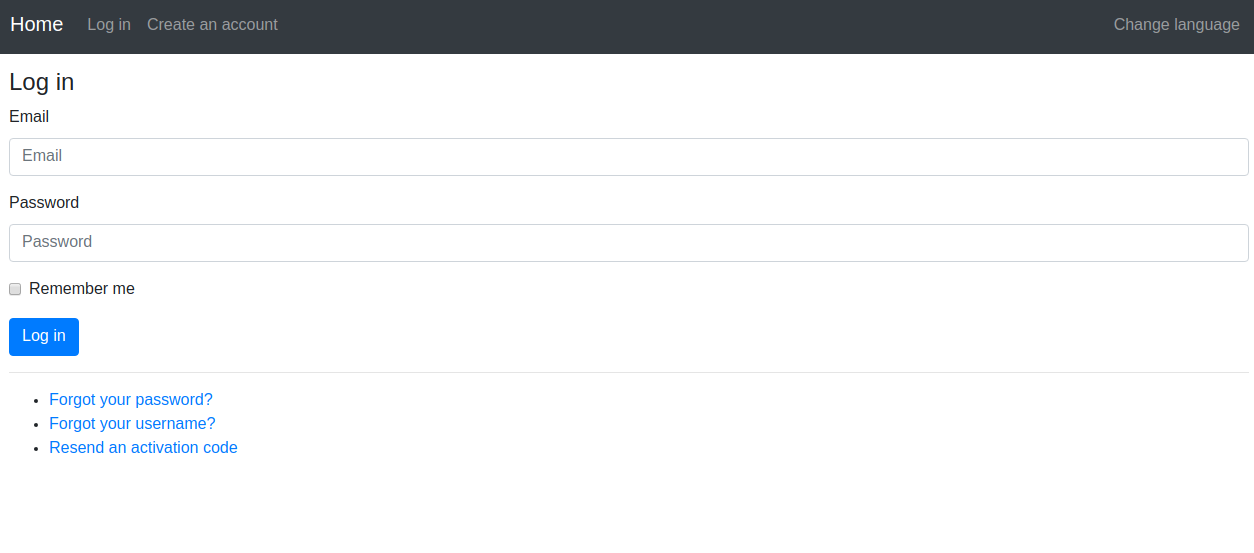 Home Log in Create an account Change language
Log in
Email
Email
Password
Password
Remember me
Log in
Forgot your password?
Forgot your username?
Resend an activation code